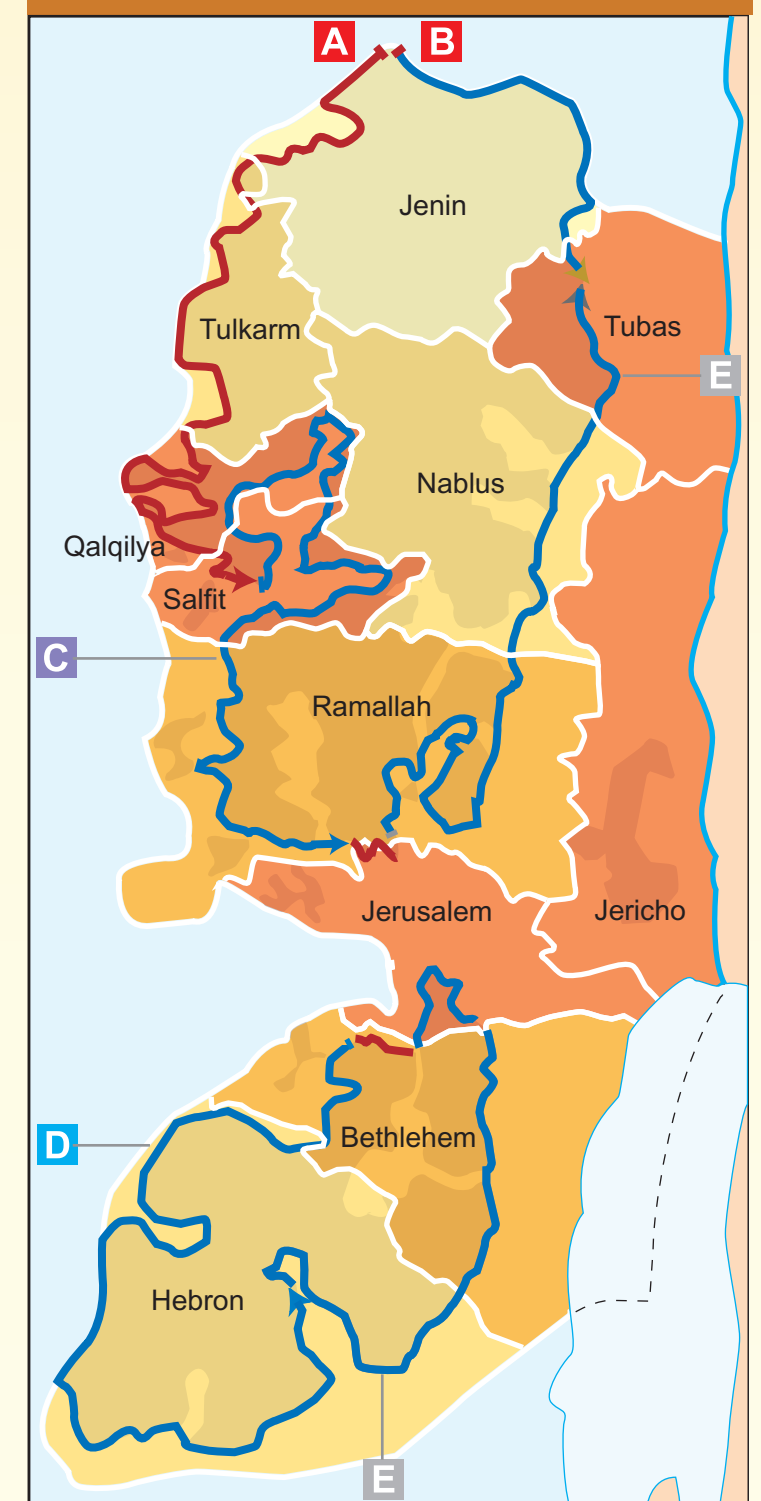 A B
Jenin
Tubas
Tulkarm
E
Nablus
Qalqilya
Salfit
C
Ramallah
Jerusalem
Jericho
D
Bethlehem
Hebron
E